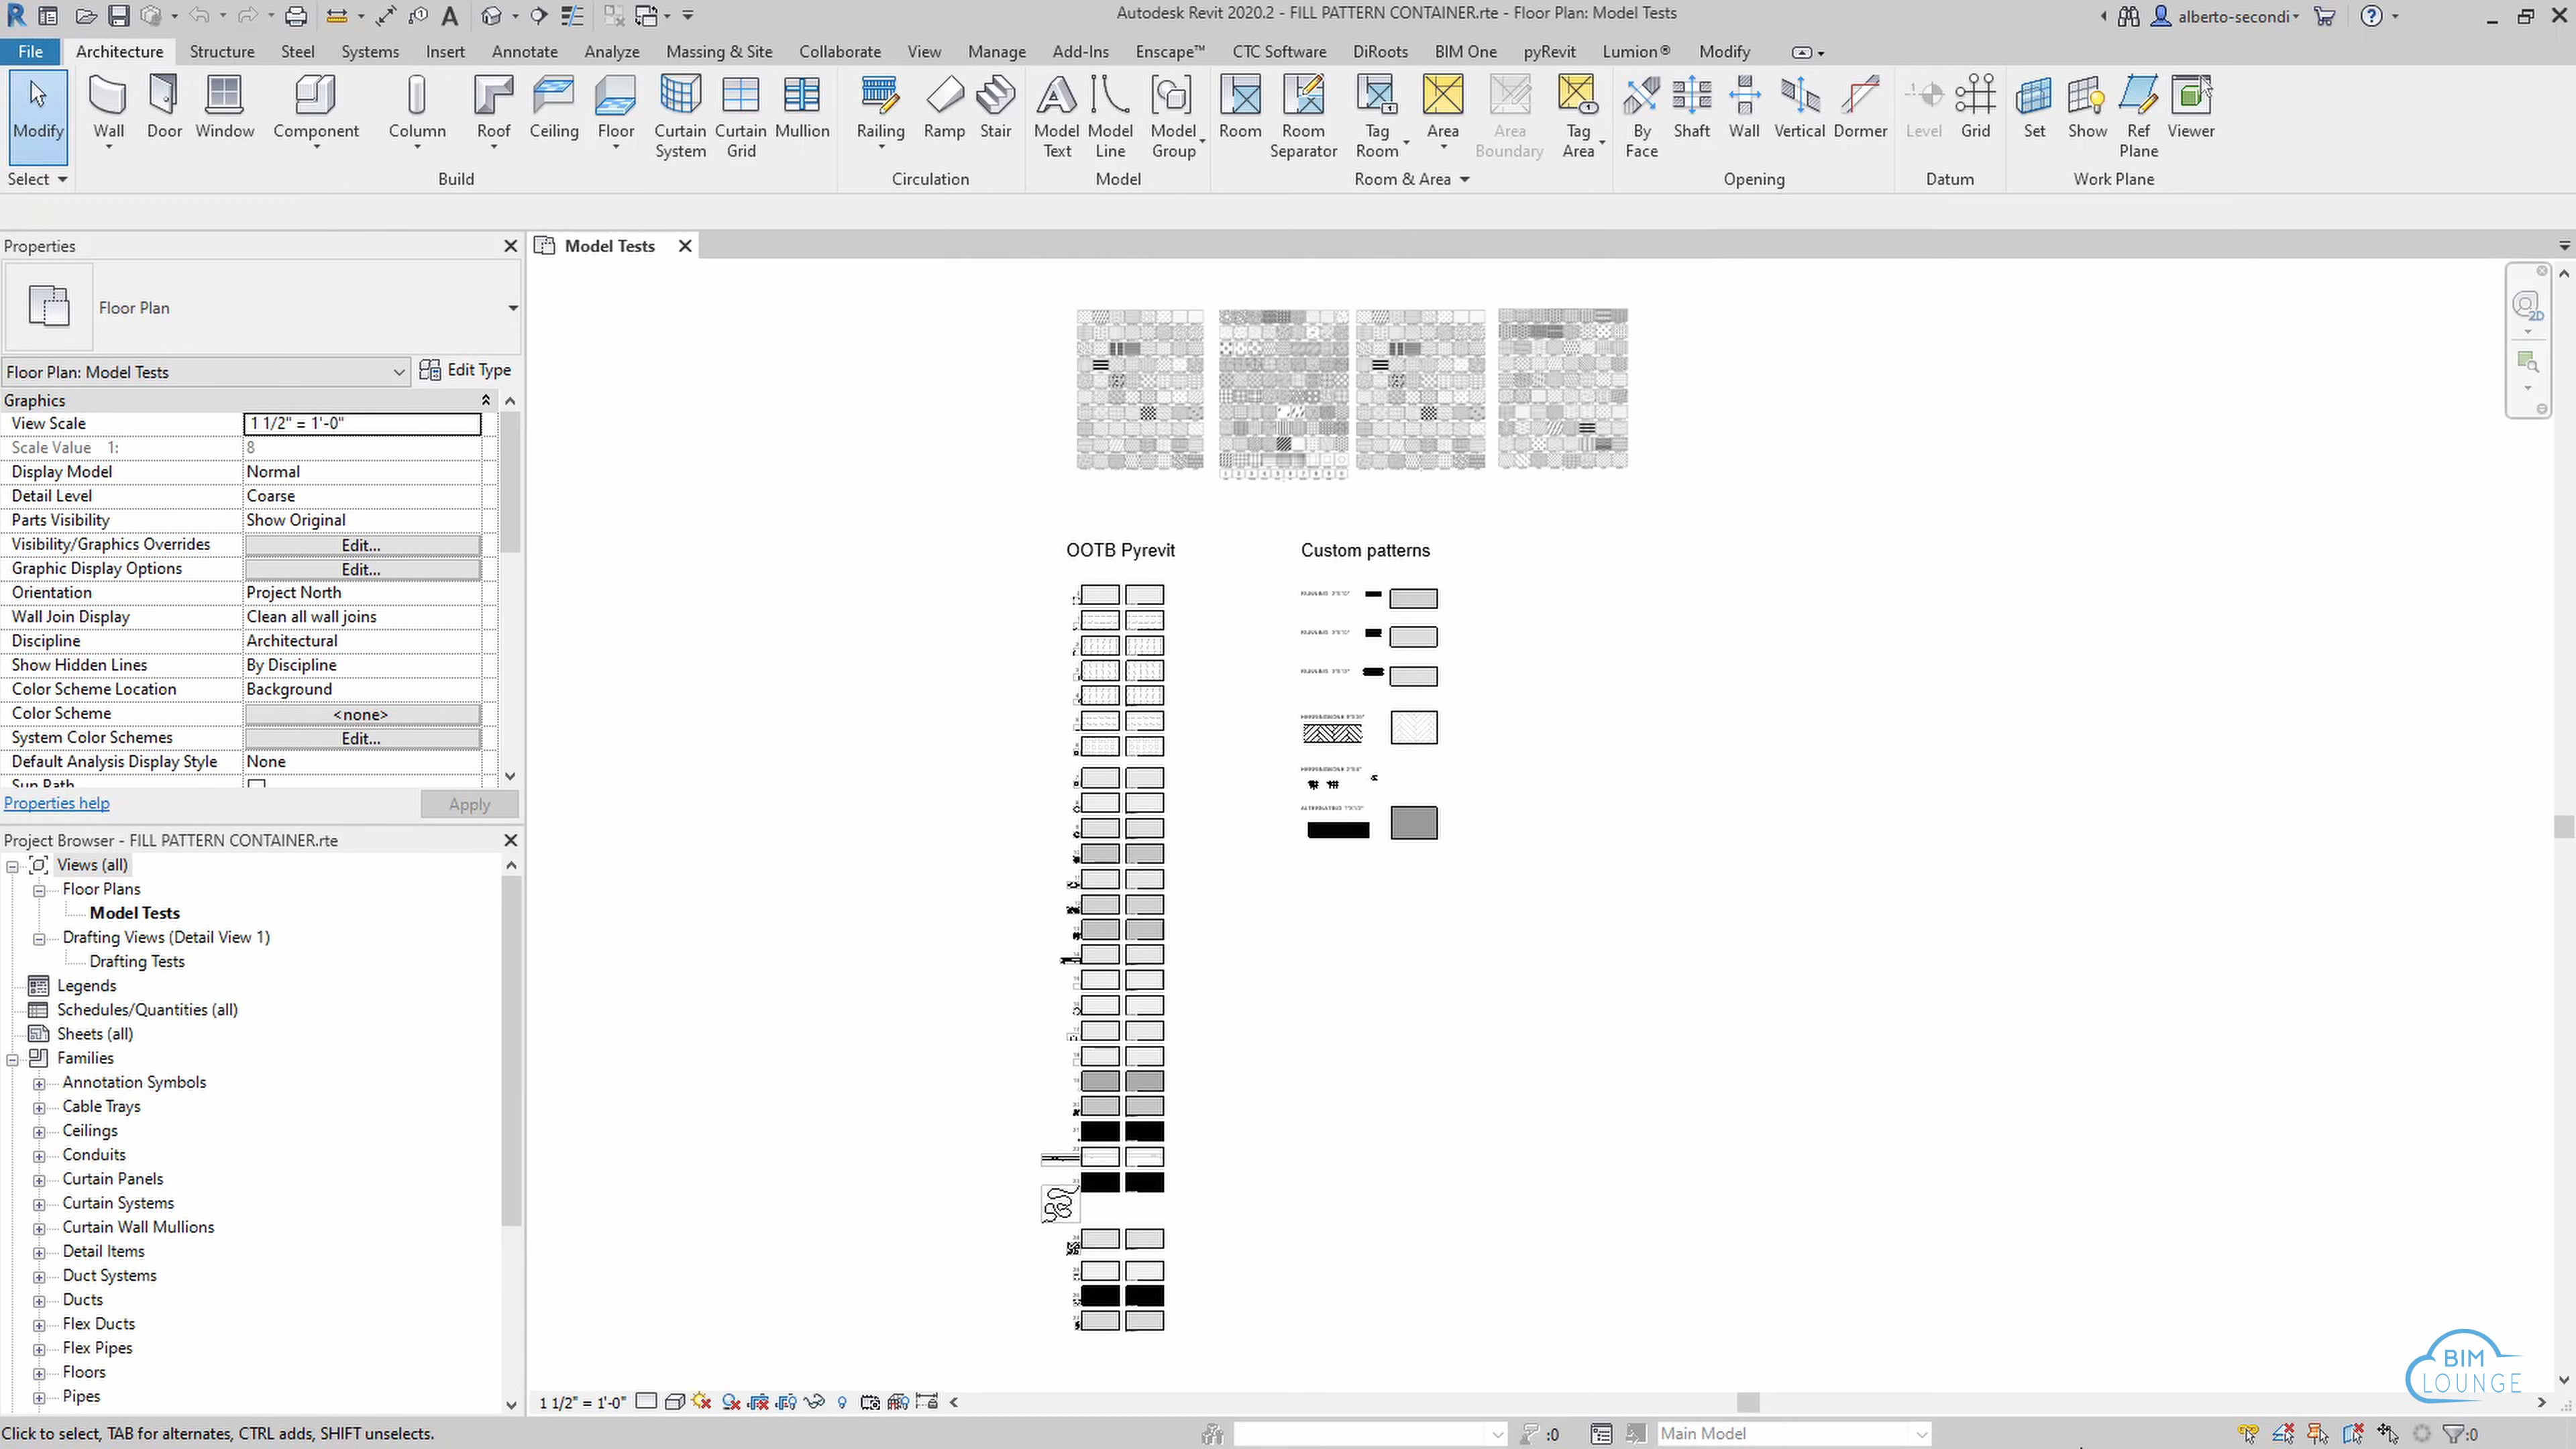 Autodesk Revit 2020.2 - FILL PATTERN CONTAINER.rte - Floor Plan: Model Tests
alberto-secondi
File Architecture Structure Steel Systems Insert Annotate Analyze Massing & Site Collaborate View Manage Add-Ins Enscape™ CTC Software DiRoots BIM One pyRevit Lumion® Modify
Modify Wall Door Window Component Column Roof Ceiling Floor Curtain System Curtain Grid Mullion Railing Ramp Stair Model Text Model Line Model Group Room Room Separator Tag Room Area Area Boundary Tag Area By Face Shaft Wall Vertical Dormer Level Grid Set Show Ref Plane Viewer
Select Build Circulation Model Room & Area Opening Datum Work Plane
Properties
Model Tests
Floor Plan
Floor Plan: Model Tests
Edit Type
Graphics
View Scale 1 1/2" = 1'-0"
Scale Value 1: 8
Display Model Normal
Detail Level Coarse
Parts Visibility Show Original
Visibility/Graphics Overrides Edit...
Graphic Display Options Edit...
Orientation Project North
Wall Join Display Clean all wall joins
Discipline Architectural
Show Hidden Lines By Discipline
Color Scheme Location Background
Color Scheme <none>
System Color Schemes Edit...
Default Analysis Display Style None
Sun Path
Properties help
Apply
Project Browser - FILL PATTERN CONTAINER.rte
Views (all)
Floor Plans
Model Tests
Drafting Views (Detail View 1)
Drafting Tests
Legends
Schedules/Quantities (all)
Sheets (all)
Families
Annotation Symbols
Cable Trays
Ceilings
Conduits
Curtain Panels
Curtain Systems
Curtain Wall Mullions
Detail Items
Duct Systems
Ducts
Flex Ducts
Flex Pipes
Floors
Pipes
OOTB Pyrevit
Custom patterns
2D
BIM
LOUNGE
1 1/2" = 1'-0"
Click to select, TAB for alternates, CTRL adds, SHIFT unselects.
:0
Main Model
:0